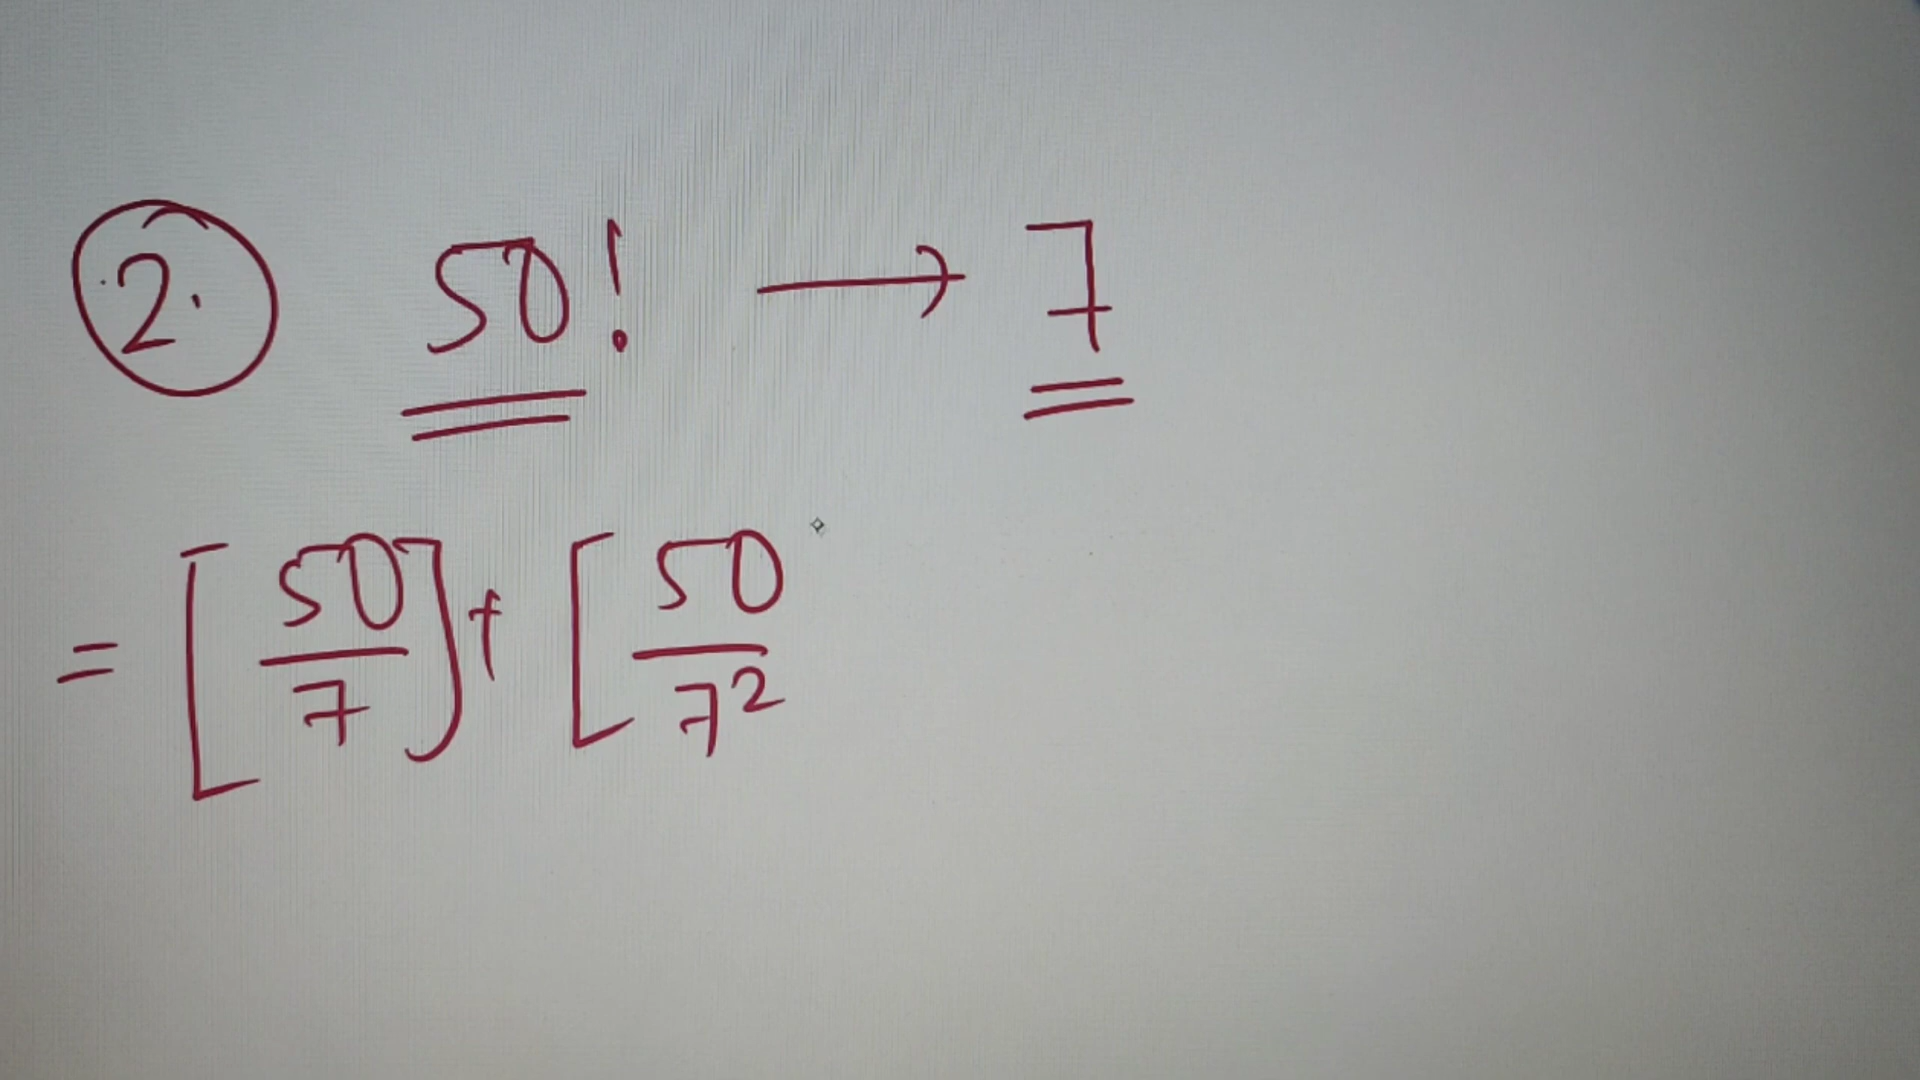 2. 50! → 7
= [50/7] + [50/7²